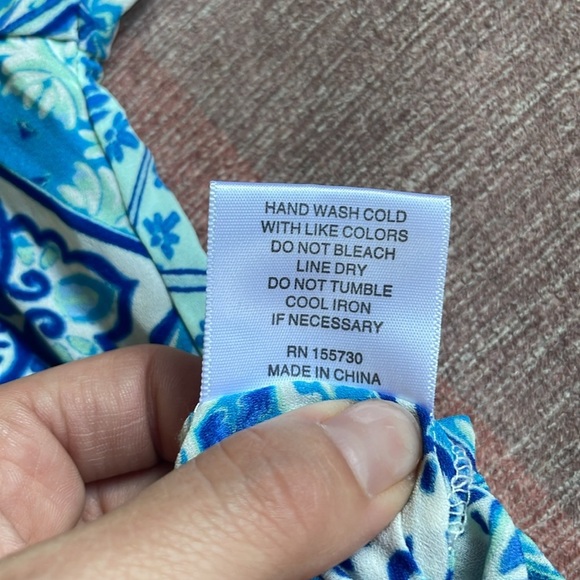 HAND WASH COLD
WITH LIKE COLORS
DO NOT BLEACH
LINE DRY
DO NOT TUMBLE
COOL IRON
IF NECESSARY
RN 155730
MADE IN CHINA